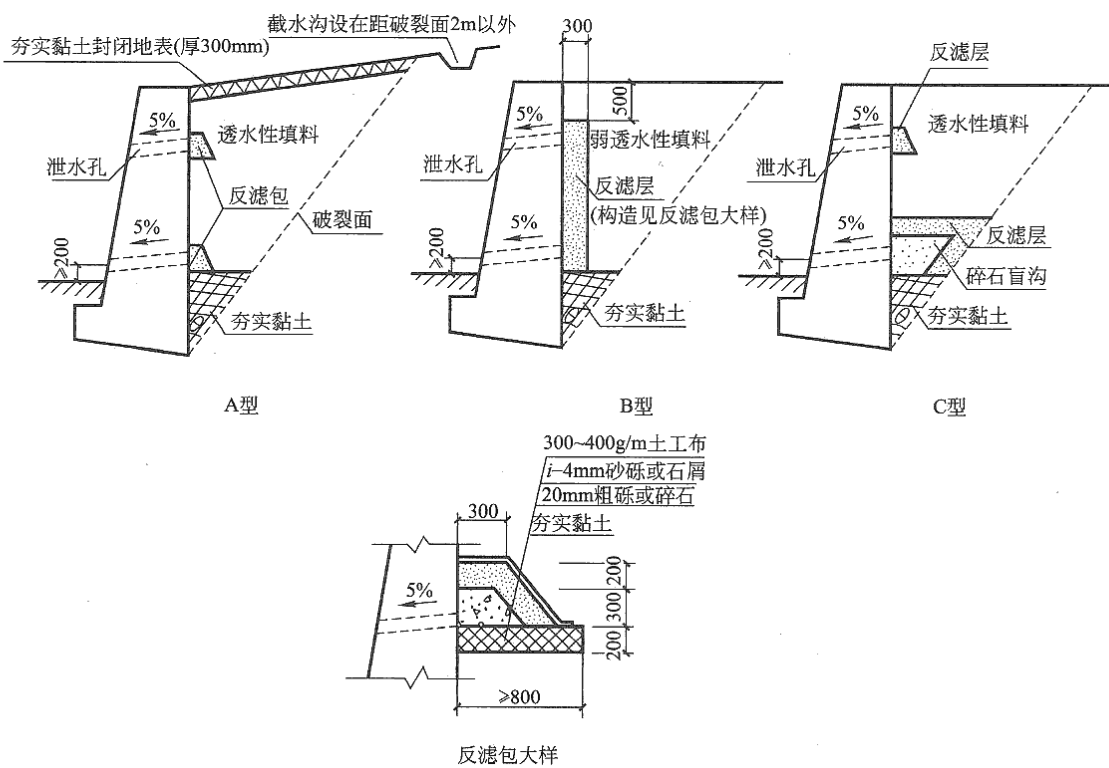 截水沟设在距破裂面2m以外
夯实黏土封闭地表(厚300mm)
5%
透水性填料
泄水孔
反滤包
破裂面
5%
≥200
夯实黏土
A型
300
500
5%
弱透水性填料
泄水孔
反滤层
(构造见反滤包大样)
5%
≥200
夯实黏土
B型
反滤层
5%
透水性填料
泄水孔
5%
反滤层
≥200
碎石盲沟
夯实黏土
C型
300~400g/m土工布
i-4mm砂砾或石屑
20mm粗砾或碎石
夯实黏土
300
5%
200
300
200
≥800
反滤包大样